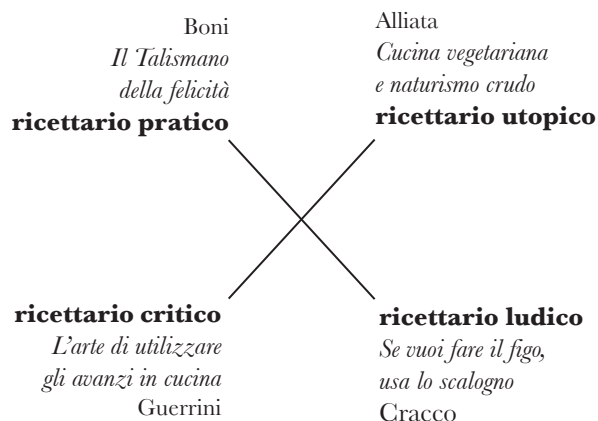 Boni
Il Talismano
della felicità
ricettario pratico
Alliata
Cucina vegetariana
e naturismo crudo
ricettario utopico
ricettario critico
L’arte di utilizzare
gli avanzi in cucina
Guerrini
ricettario ludico
Se vuoi fare il figo,
usa lo scalogno
Cracco